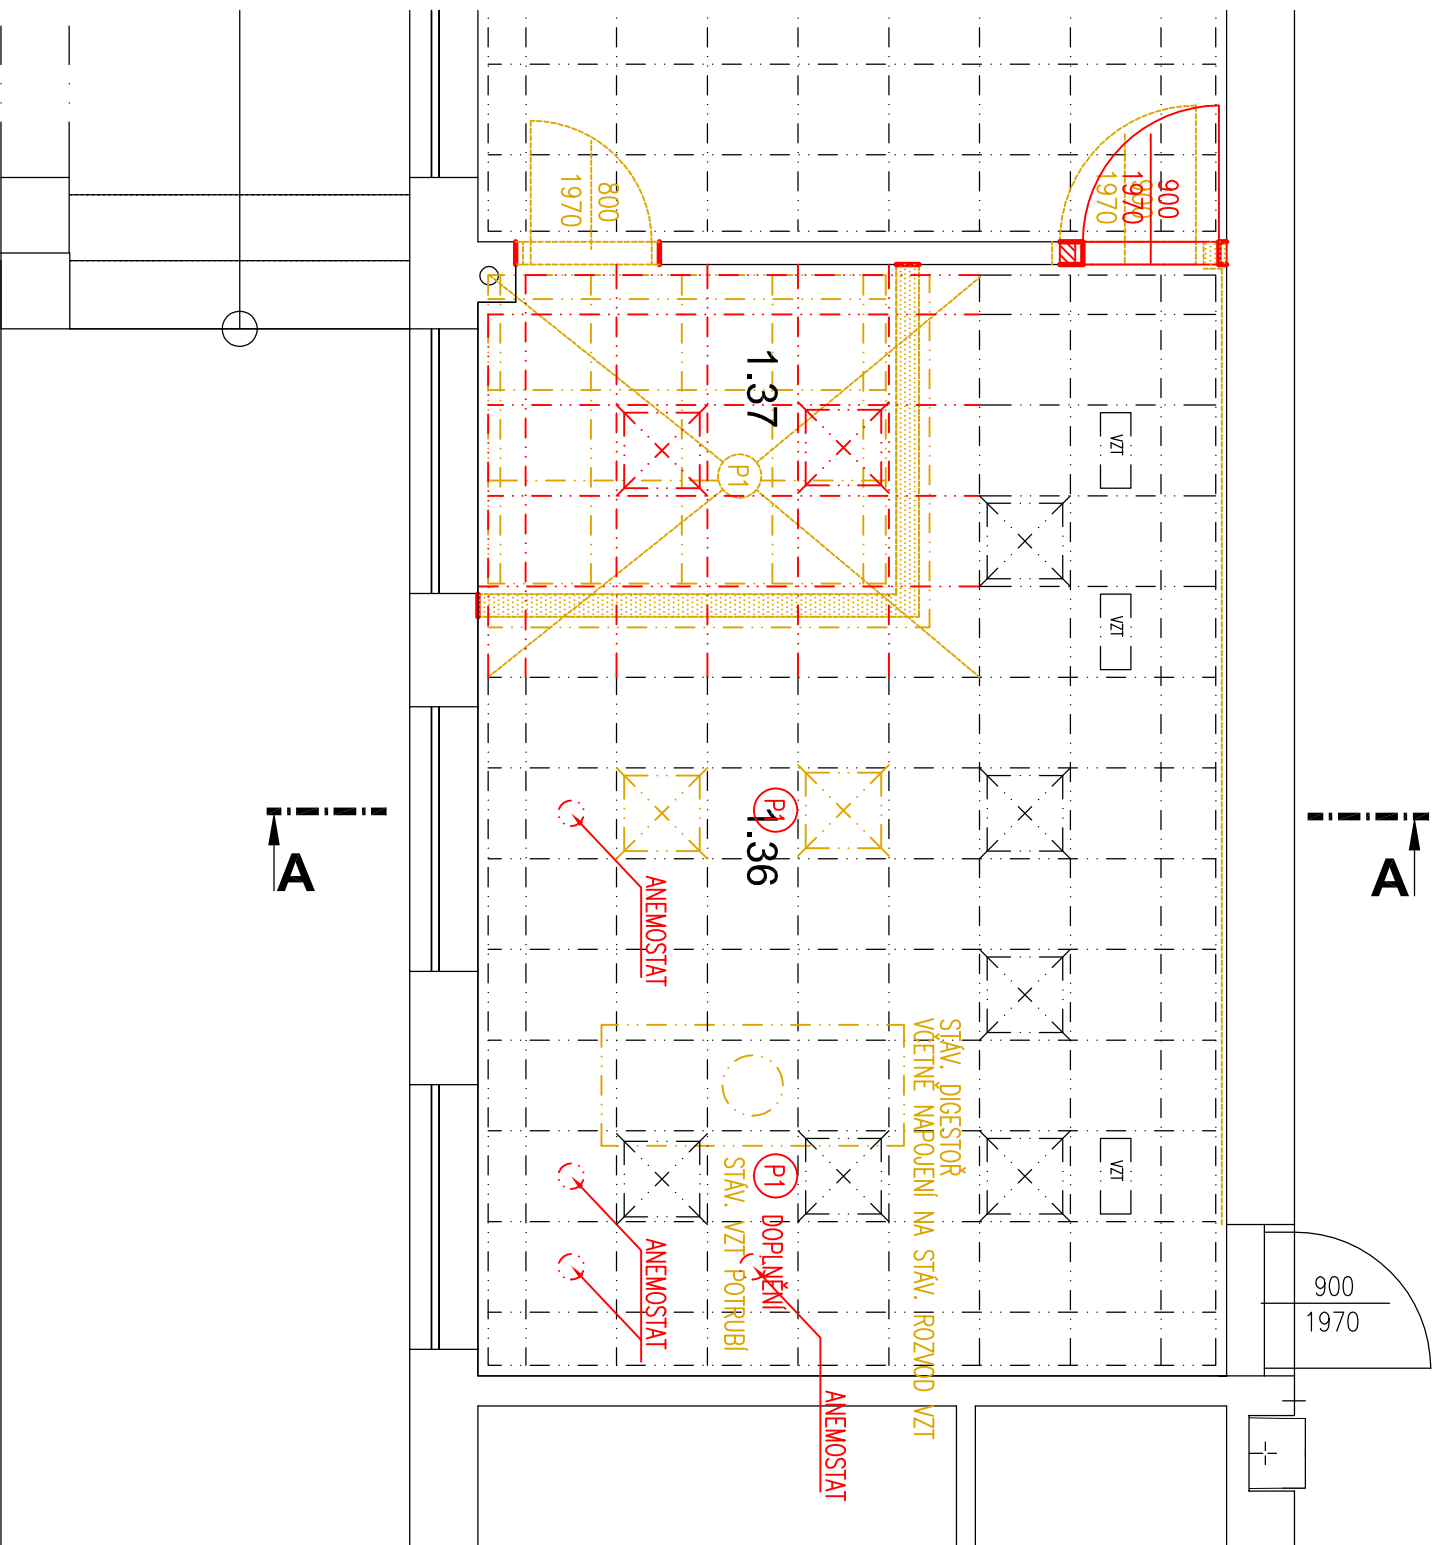 800
1970
900
1970
900
1970
1.37
P1
VZT
VZT
P1
1.36
A
A
ANEMOSTAT
STÁV. DIGESTOŘ
VČETNĚ NAPOJENÍ NA STÁV. ROZVOD VZT
P1 DOPLNĚNÍ
STÁV. VZT POTRUBÍ
VZT
ANEMOSTAT
ANEMOSTAT
900
1970